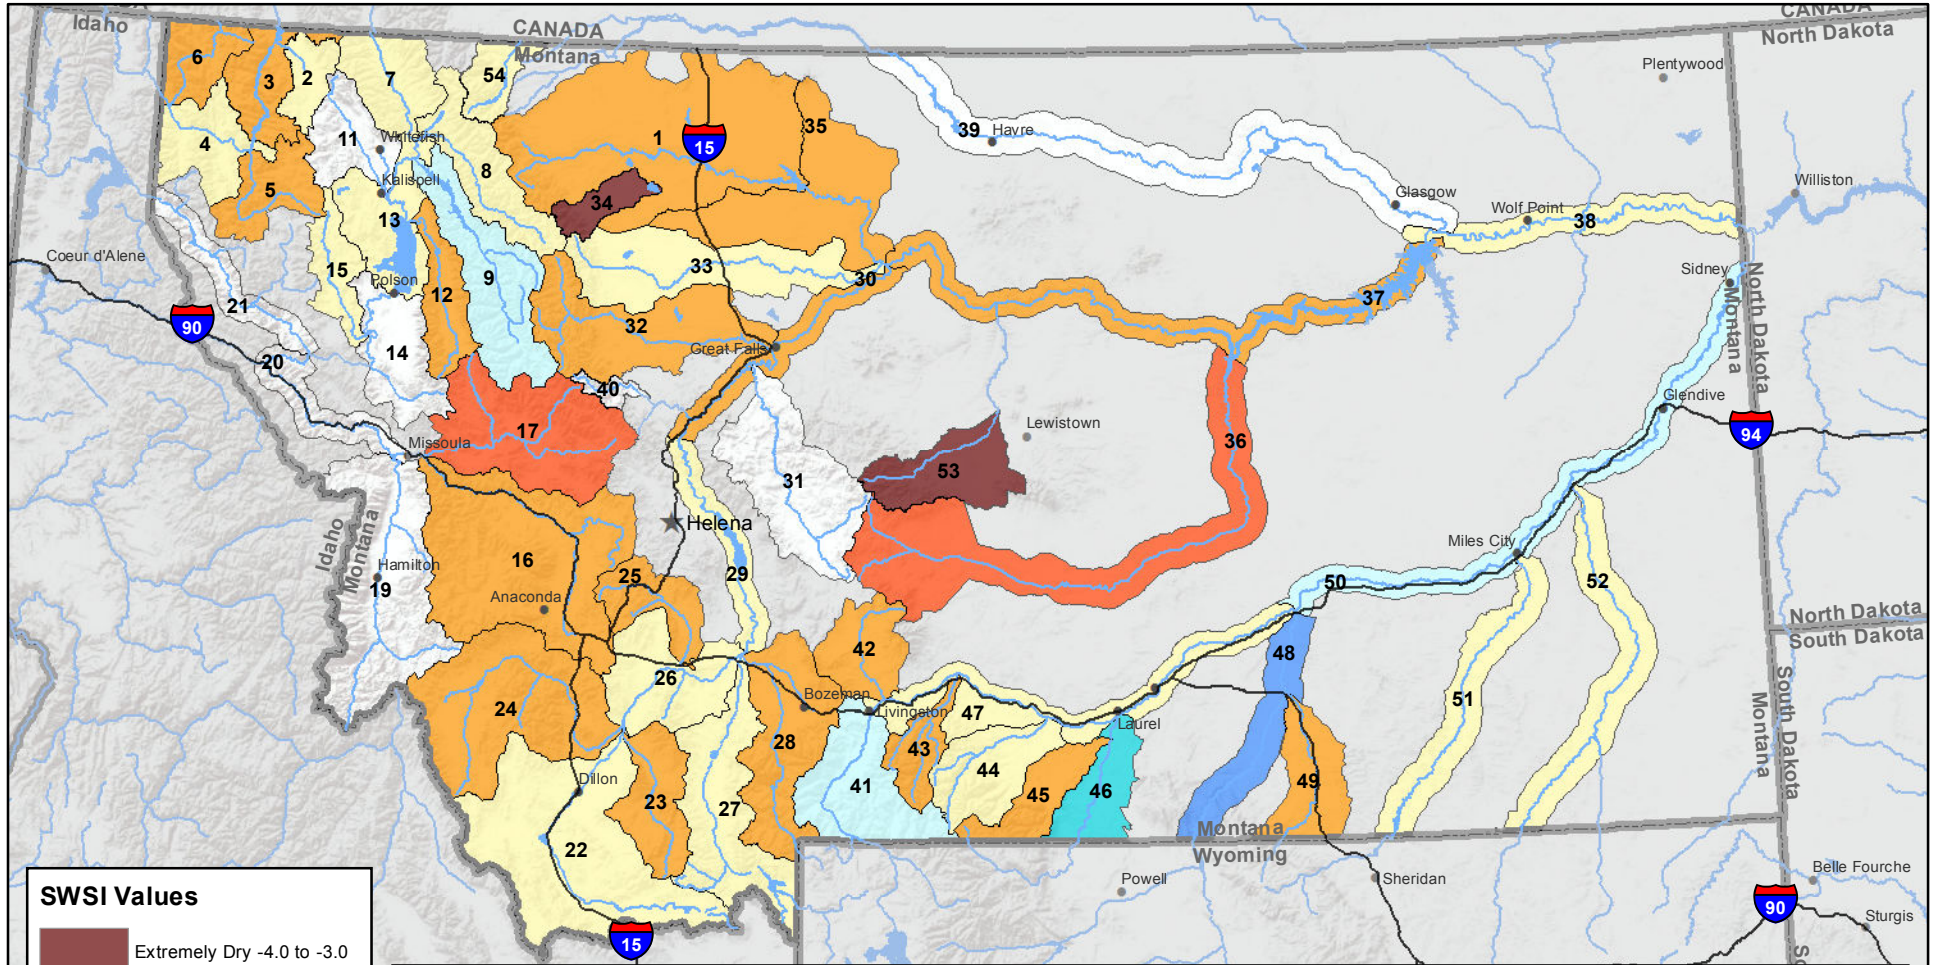 Idaho
CANADA
Montana
CANADA
North Dakota
6
3
2
7
54
1
15
35
39
Havre
Plentywood
4
11
Whitefish
8
5
Kalispell
13
34
Glasgow
Wolf Point
38
Williston
Coeur d'Alene
15
Polson
12
9
33
30
37
Sidney
Montana
North Dakota
21
90
32
Great Falls
20
14
40
17
Missoula
31
53
Lewistown
36
Glendive
94
Idaho
Montana
Helena
16
Hamilton
19
Anaconda
25
29
Miles City
50
52
North Dakota
South Dakota
42
26
48
24
Bozeman
Livingston
47
Laurel
51
South Dakota
Montana
28
43
44
45
46
49
Dillon
23
27
41
22
Montana
Wyoming
Powell
Sheridan
Belle Fourche
90
Sturgis
15
SWSI Values
Extremely Dry -4.0 to -3.0